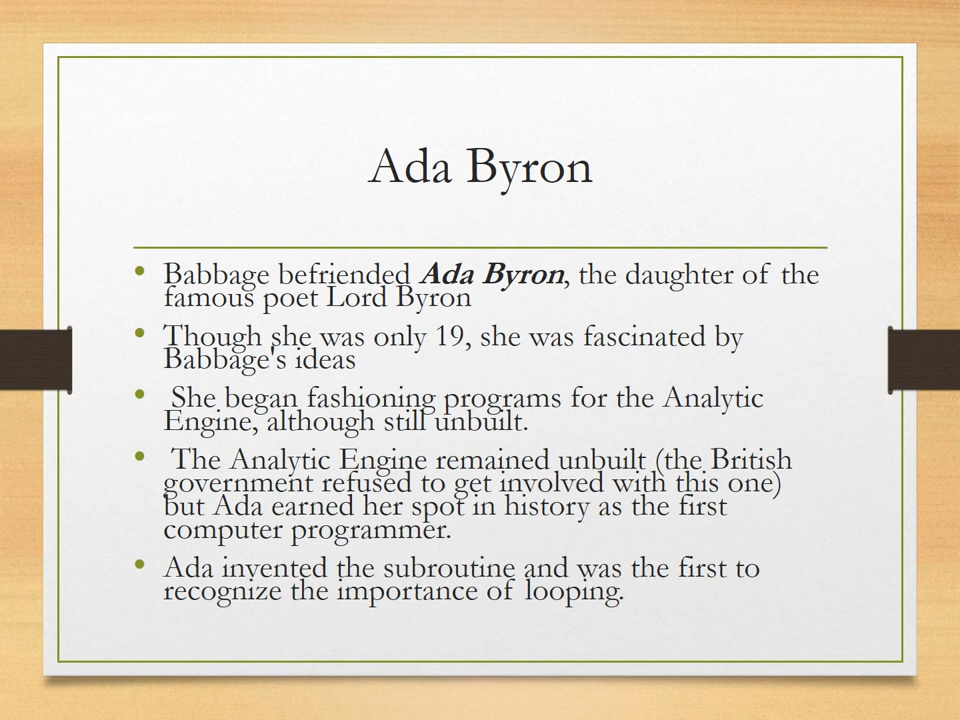 Ada Byron
• Babbage befriended Ada Byron, the daughter of the
famous poet Lord Byron
• Though she was only 19, she was fascinated by
Babbage's ideas
• She began fashioning programs for the Analytic
Engine, although still unbuilt.
• The Analytic Engine remained unbuilt (the British
government refused to get involved with this one)
but Ada earned her spot in history as the first
computer programmer.
• Ada invented the subroutine and was the first to
recognize the importance of looping.